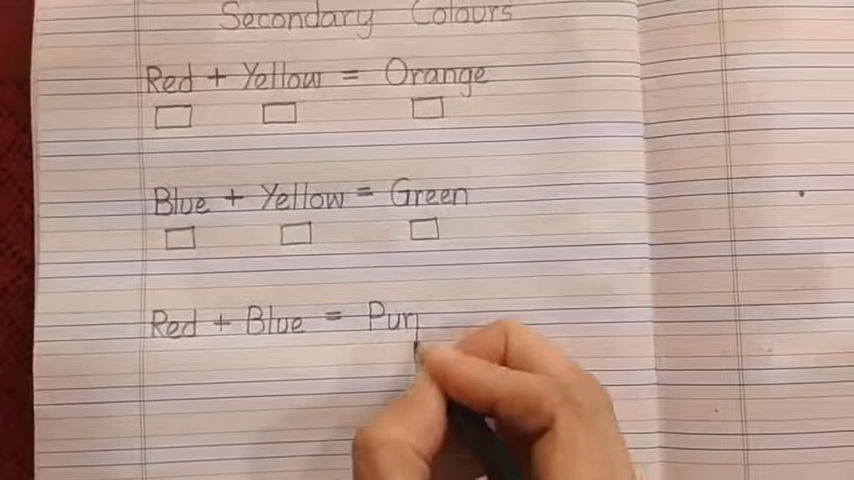 Secondary Colours
Red + Yellow = Orange
Blue + Yellow = Green
Red + Blue = Pur